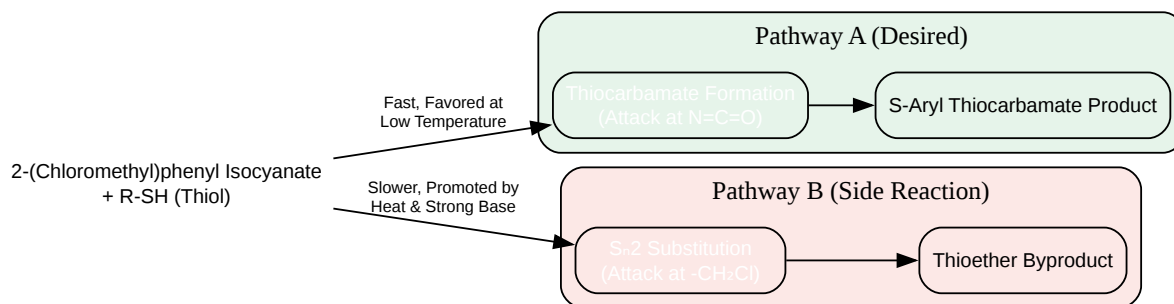 Pathway A (Desired)
Thiocarbamate Formation
(Attack at N=C=O)
S-Aryl Thiocarbamate Product
Fast, Favored at
Low Temperature
2-(Chloromethyl)phenyl Isocyanate
+ R-SH (Thiol)
Slower, Promoted by
Heat & Strong Base
Pathway B (Side Reaction)
Sₙ2 Substitution
(Attack at -CH₂Cl)
Thioether Byproduct